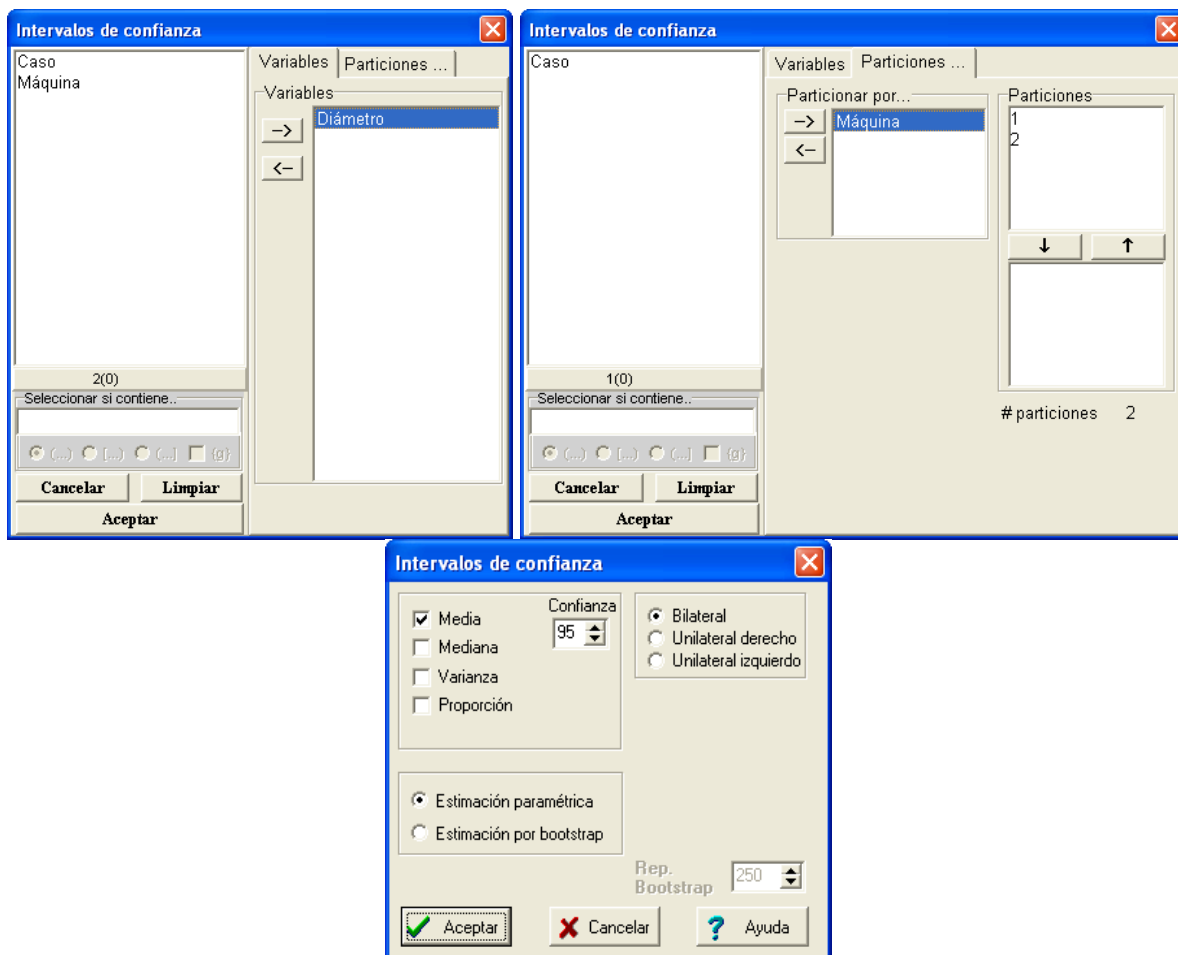 Intervalos de confianza
Caso
Máquina
Variables
Particiones ...
Variables
-->
<--
Diámetro
2(0)
Seleccionar si contiene..
(...)
[...)
(...]
{g}
Cancelar
Limpiar
Aceptar
Intervalos de confianza
Caso
Variables
Particiones ...
Particionar por...
-->
<--
Máquina
Particiones
1
2
↓
↑
# particiones 2
1(0)
Seleccionar si contiene..
(...)
[...)
(...]
{g}
Cancelar
Limpiar
Aceptar
Intervalos de confianza
Media
Mediana
Varianza
Proporción
Confianza
95
Bilateral
Unilateral derecho
Unilateral izquierdo
Estimación paramétrica
Estimación por bootstrap
Rep.
Bootstrap
250
Aceptar
Cancelar
? Ayuda